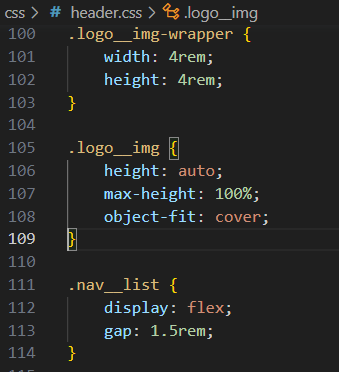 css > # header.css > .logo__img
100 .logo__img-wrapper {
101     width: 4rem;
102     height: 4rem;
103 }
104
105 .logo__img {
106     height: auto;
107     max-height: 100%;
108     object-fit: cover;
109 }
110
111 .nav__list {
112     display: flex;
113     gap: 1.5rem;
114 }